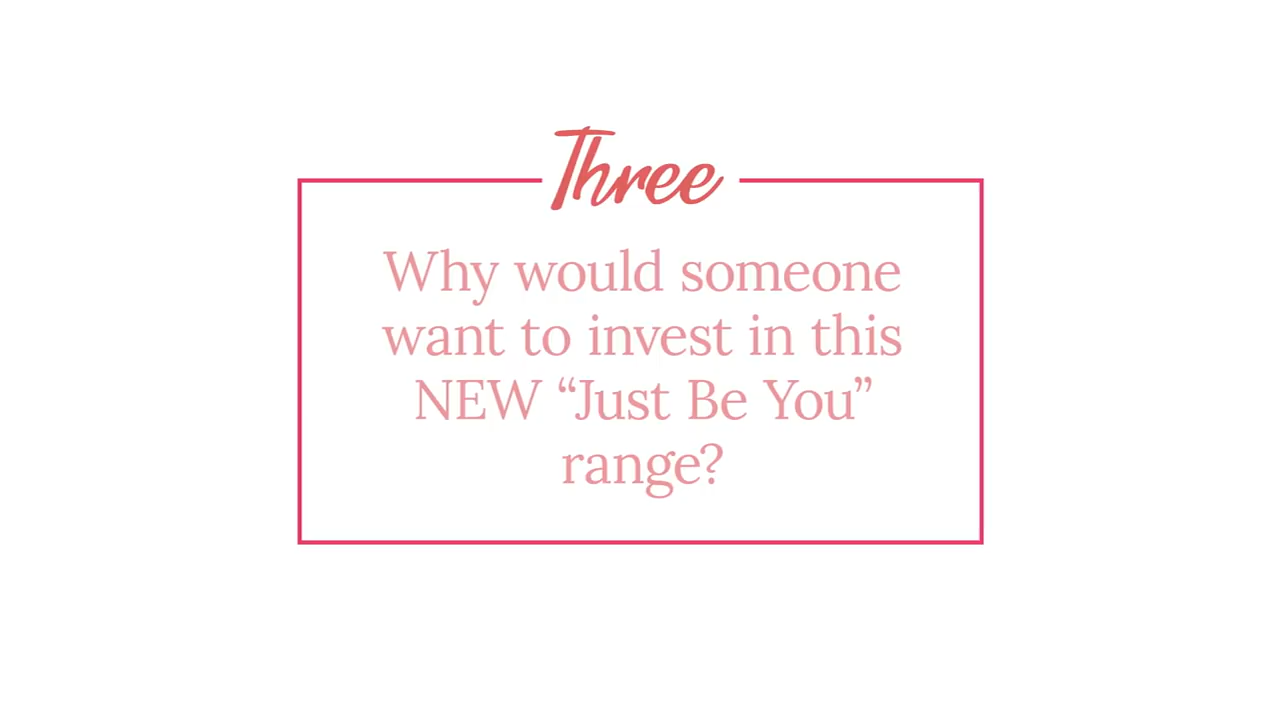 Three
Why would someone
want to invest in this
NEW “Just Be You”
range?